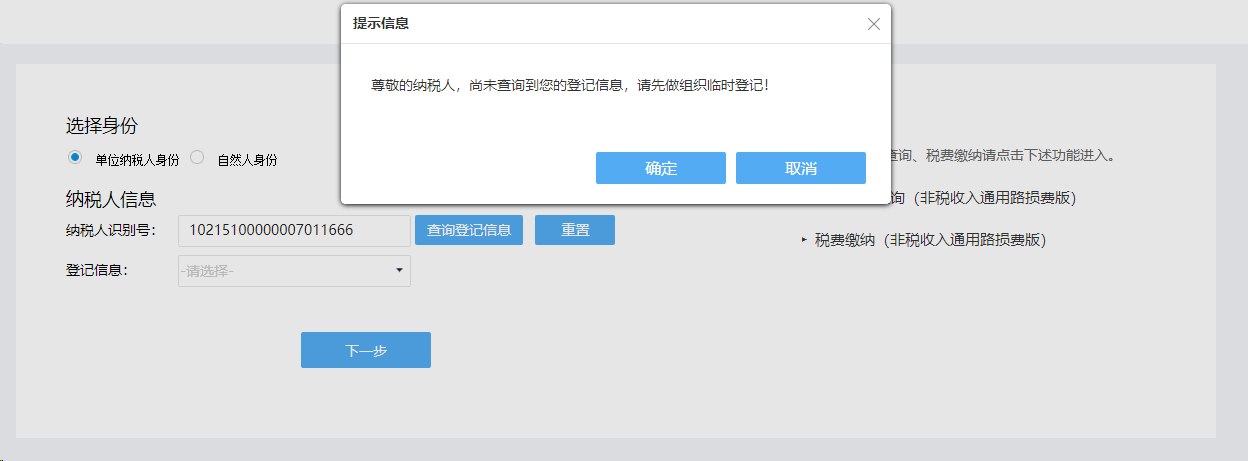 提示信息
尊敬的纳税人，尚未查询到您的登记信息，请先做组织临时登记！
确定 取消
选择身份
单位纳税人身份 自然人身份
纳税人信息
纳税人识别号： 10215100000007011666 查询登记信息 重置
登记信息： -请选择-
下一步
查询、税费缴纳请点击下述功能进入。
询（非税收入通用路损费版）
税费缴纳（非税收入通用路损费版）